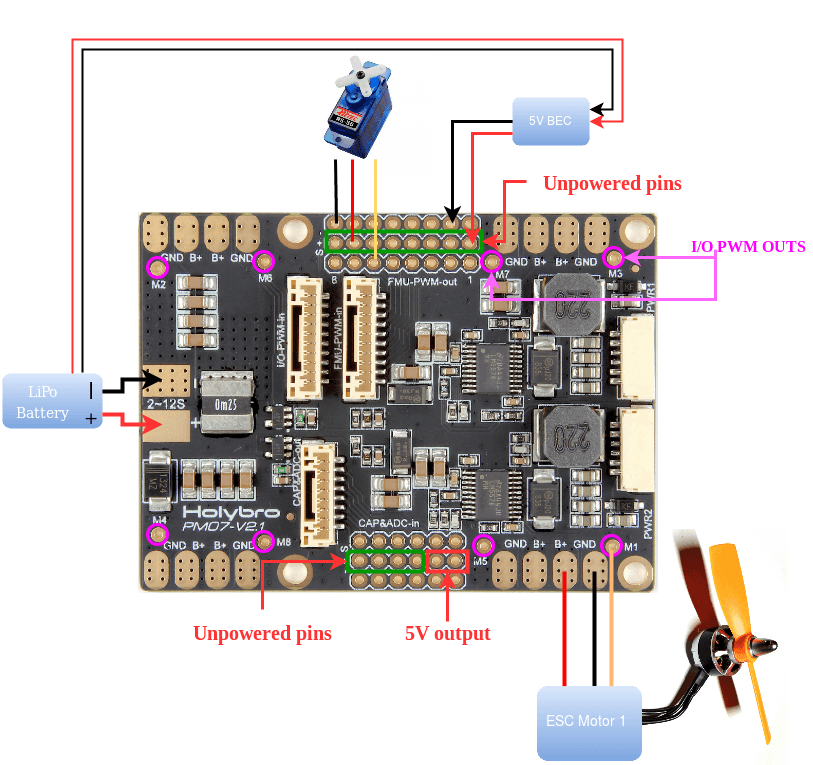 5V BEC
Unpowered pins
I/O PWM OUTS
GND B+ B+ GND
GND B+ B+ GND
M2
M6
S +
8 FMU-PWM-out 1
M7
M3
PWR1
I/O-PWM-in
FMU-PWM-in
220
LiPo
Battery
+
2~12S
0m25
+
220
CAP&ADC-out
Holybro
PM07-V2.1
CAP&ADC-in
PWR2
M4
GND B+ B+ GND
M8
S
M5
GND B+ B+ GND
M1
Unpowered pins
5V output
ESC Motor 1